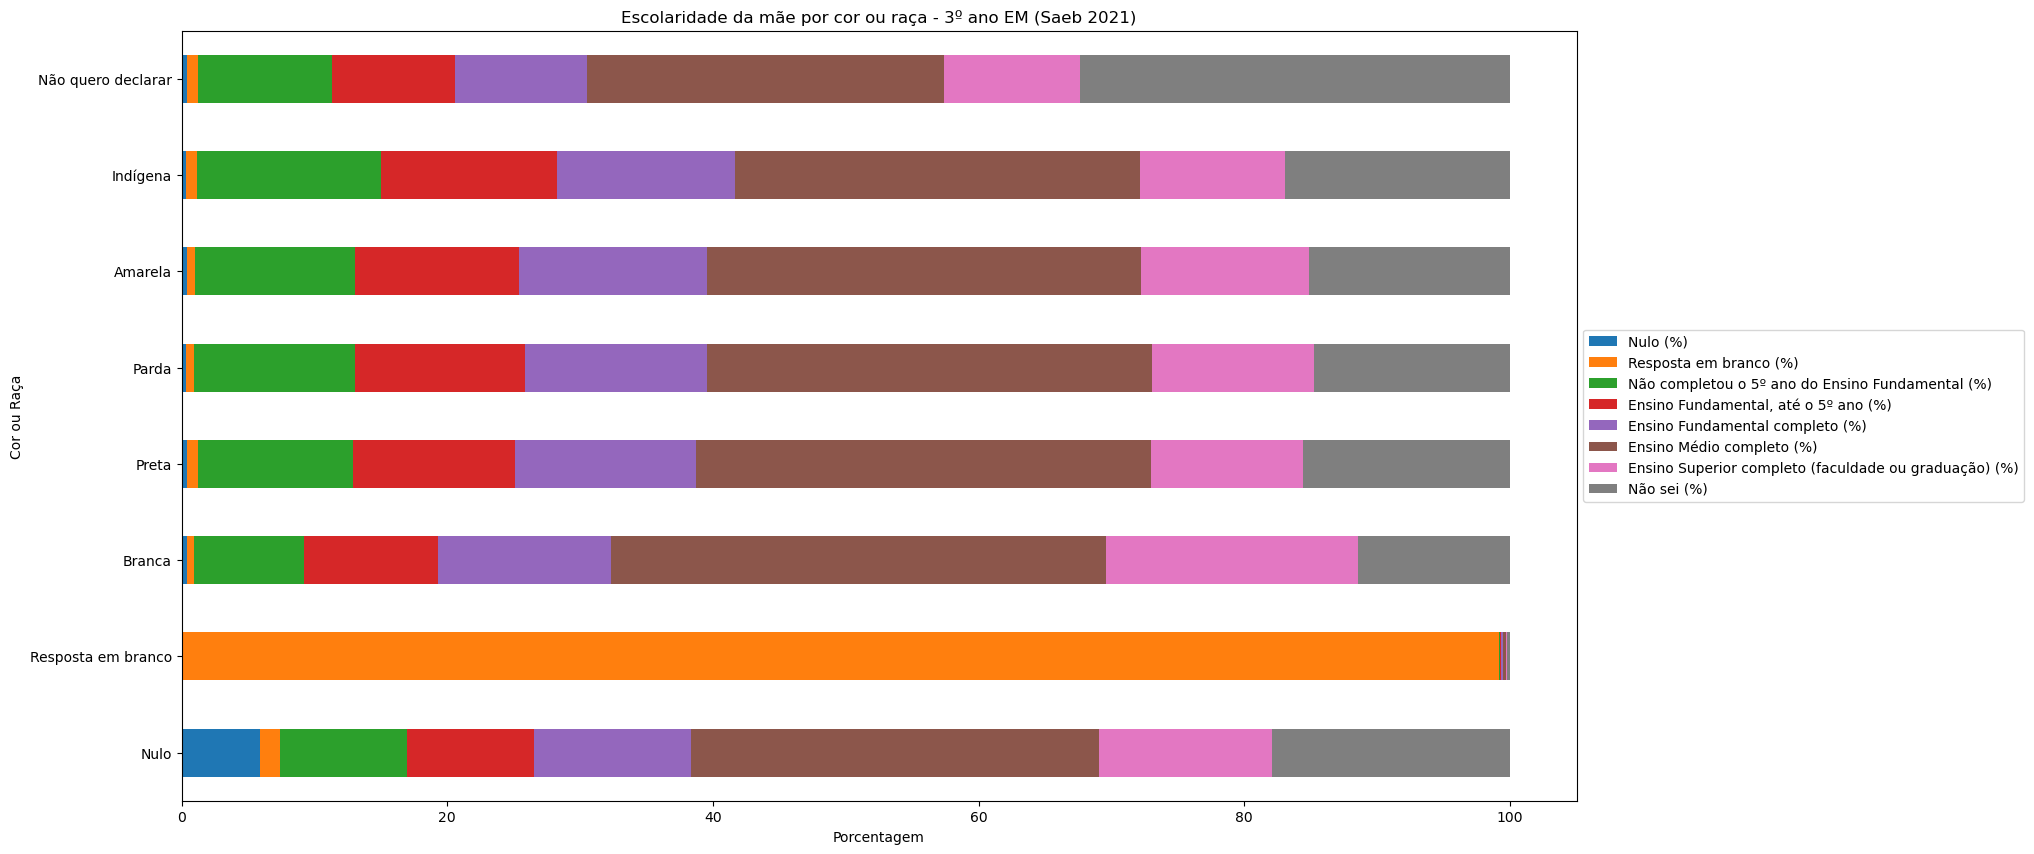 Escolaridade da mãe por cor ou raça - 3º ano EM (Saeb 2021)
Cor ou Raça
Não quero declarar
Indígena
Amarela
Parda
Preta
Branca
Resposta em branco
Nulo
0 20 40 60 80 100
Porcentagem
Nulo (%)
Resposta em branco (%)
Não completou o 5º ano do Ensino Fundamental (%)
Ensino Fundamental, até o 5º ano (%)
Ensino Fundamental completo (%)
Ensino Médio completo (%)
Ensino Superior completo (faculdade ou graduação) (%)
Não sei (%)